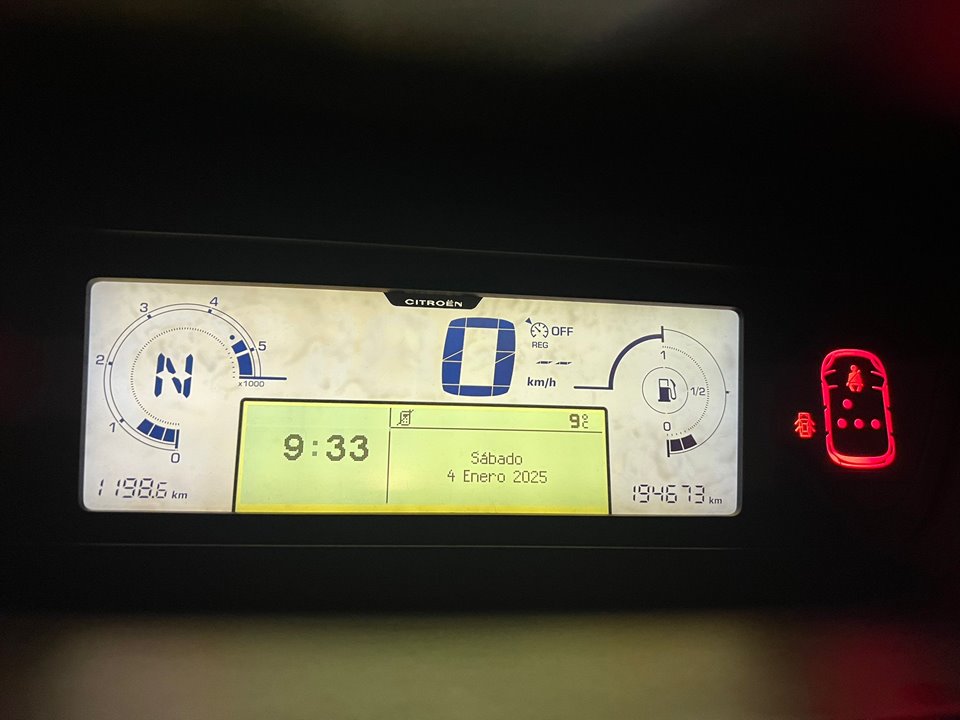 CITROËN
4
3
5
2
x1000
1
0
N
0
OFF
REG
-- --
km/h
1
1/2
0
9:33
9°C
Sábado
4 Enero 2025
1198.6 km
194673 km